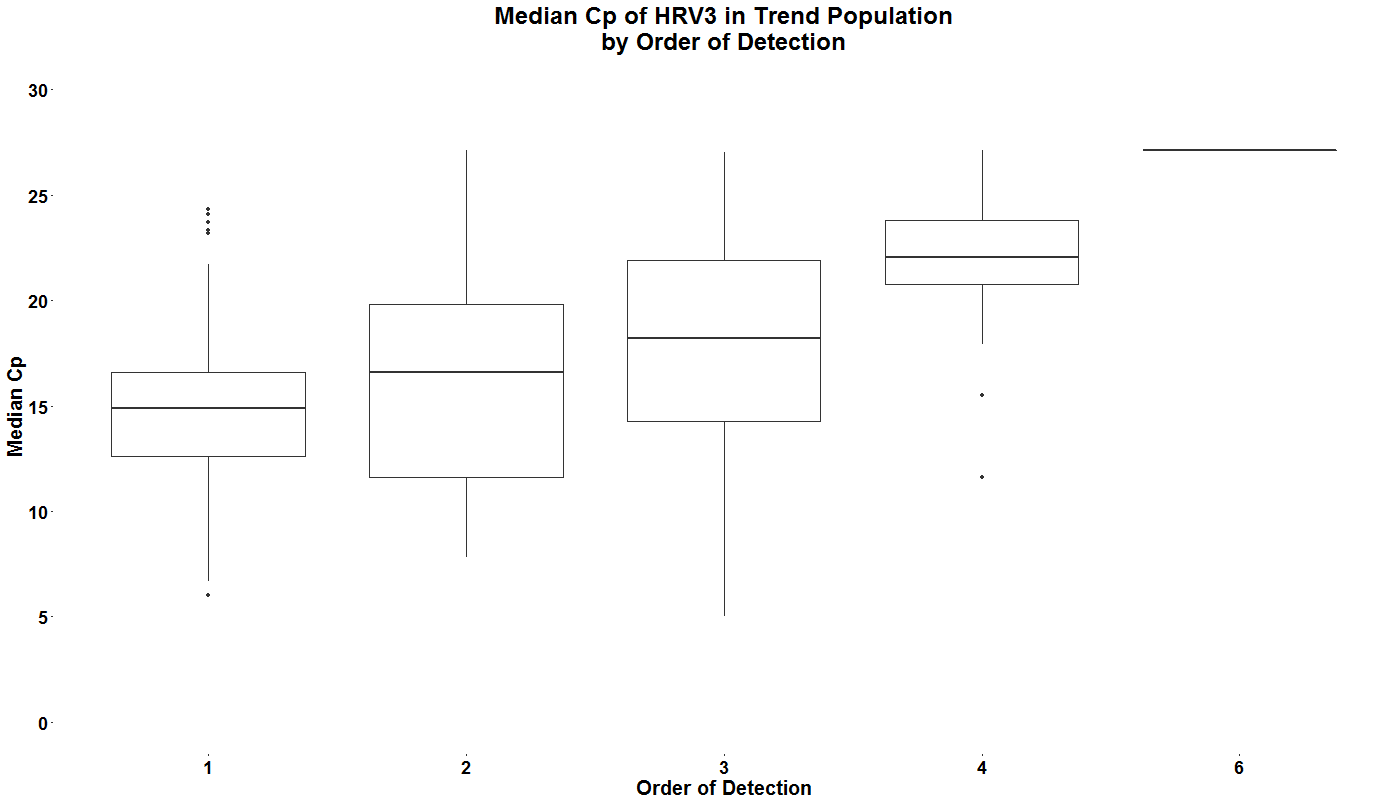 Median Cp of HRV3 in Trend Population
by Order of Detection
30
25
20
15
10
5
0
Median Cp
1 2 3 4 6
Order of Detection